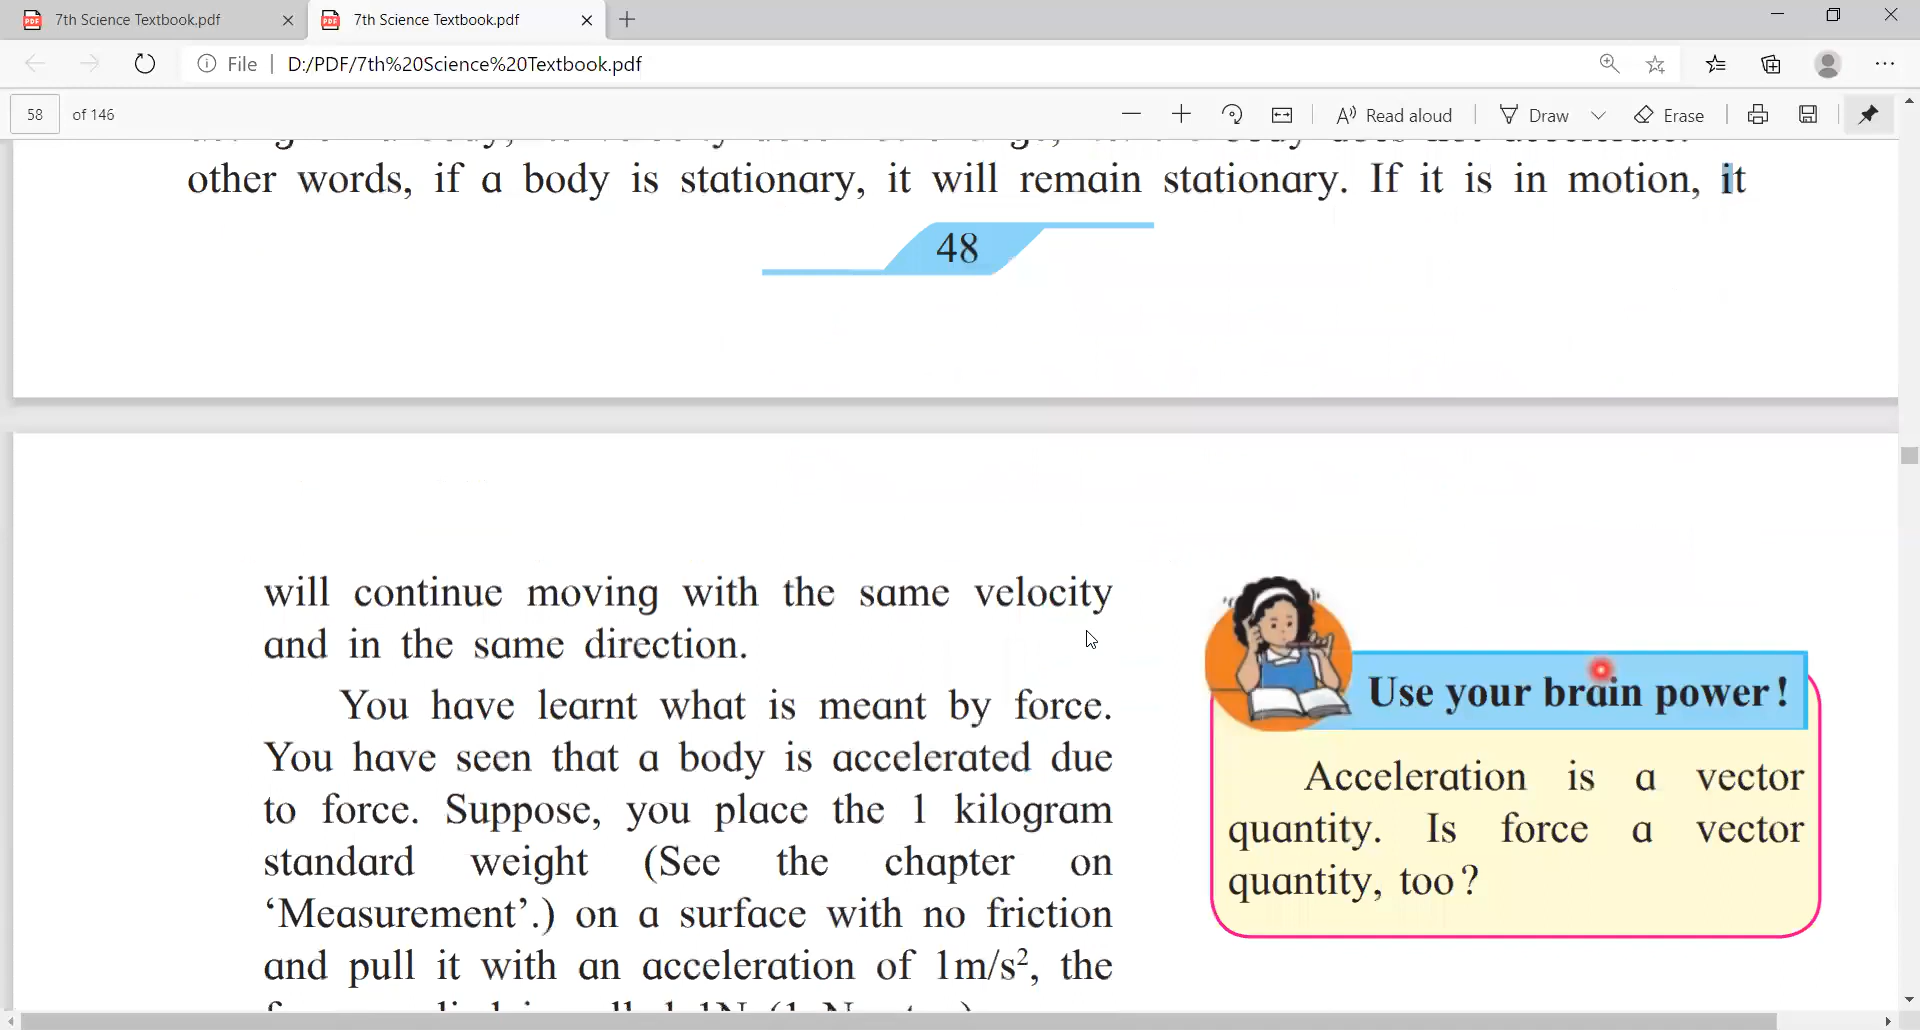 7th Science Textbook.pdf
7th Science Textbook.pdf
File
D:/PDF/7th%20Science%20Textbook.pdf
58 of 146
Read aloud
Draw
Erase
other words, if a body is stationary, it will remain stationary. If it is in motion, it
48
will continue moving with the same velocity
and in the same direction.
You have learnt what is meant by force.
You have seen that a body is accelerated due
to force. Suppose, you place the 1 kilogram
standard weight (See the chapter on
‘Measurement’.) on a surface with no friction
and pull it with an acceleration of 1m/s², the
Use your brain power!
Acceleration is a vector
quantity. Is force a vector
quantity, too?